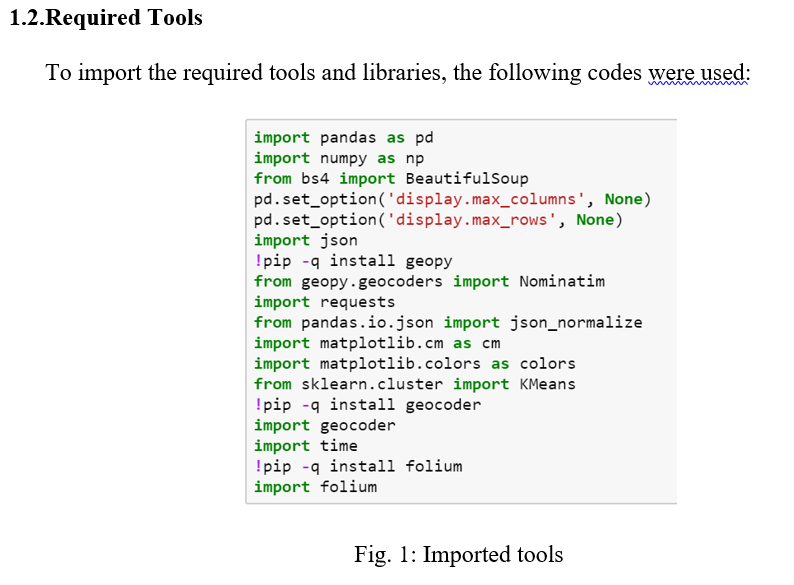 1.2.Required Tools
To import the required tools and libraries, the following codes were used:
import pandas as pd
import numpy as np
from bs4 import BeautifulSoup
pd.set_option('display.max_columns', None)
pd.set_option('display.max_rows', None)
import json
!pip -q install geopy
from geopy.geocoders import Nominatim
import requests
from pandas.io.json import json_normalize
import matplotlib.cm as cm
import matplotlib.colors as colors
from sklearn.cluster import KMeans
!pip -q install geocoder
import geocoder
import time
!pip -q install folium
import folium
Fig. 1: Imported tools